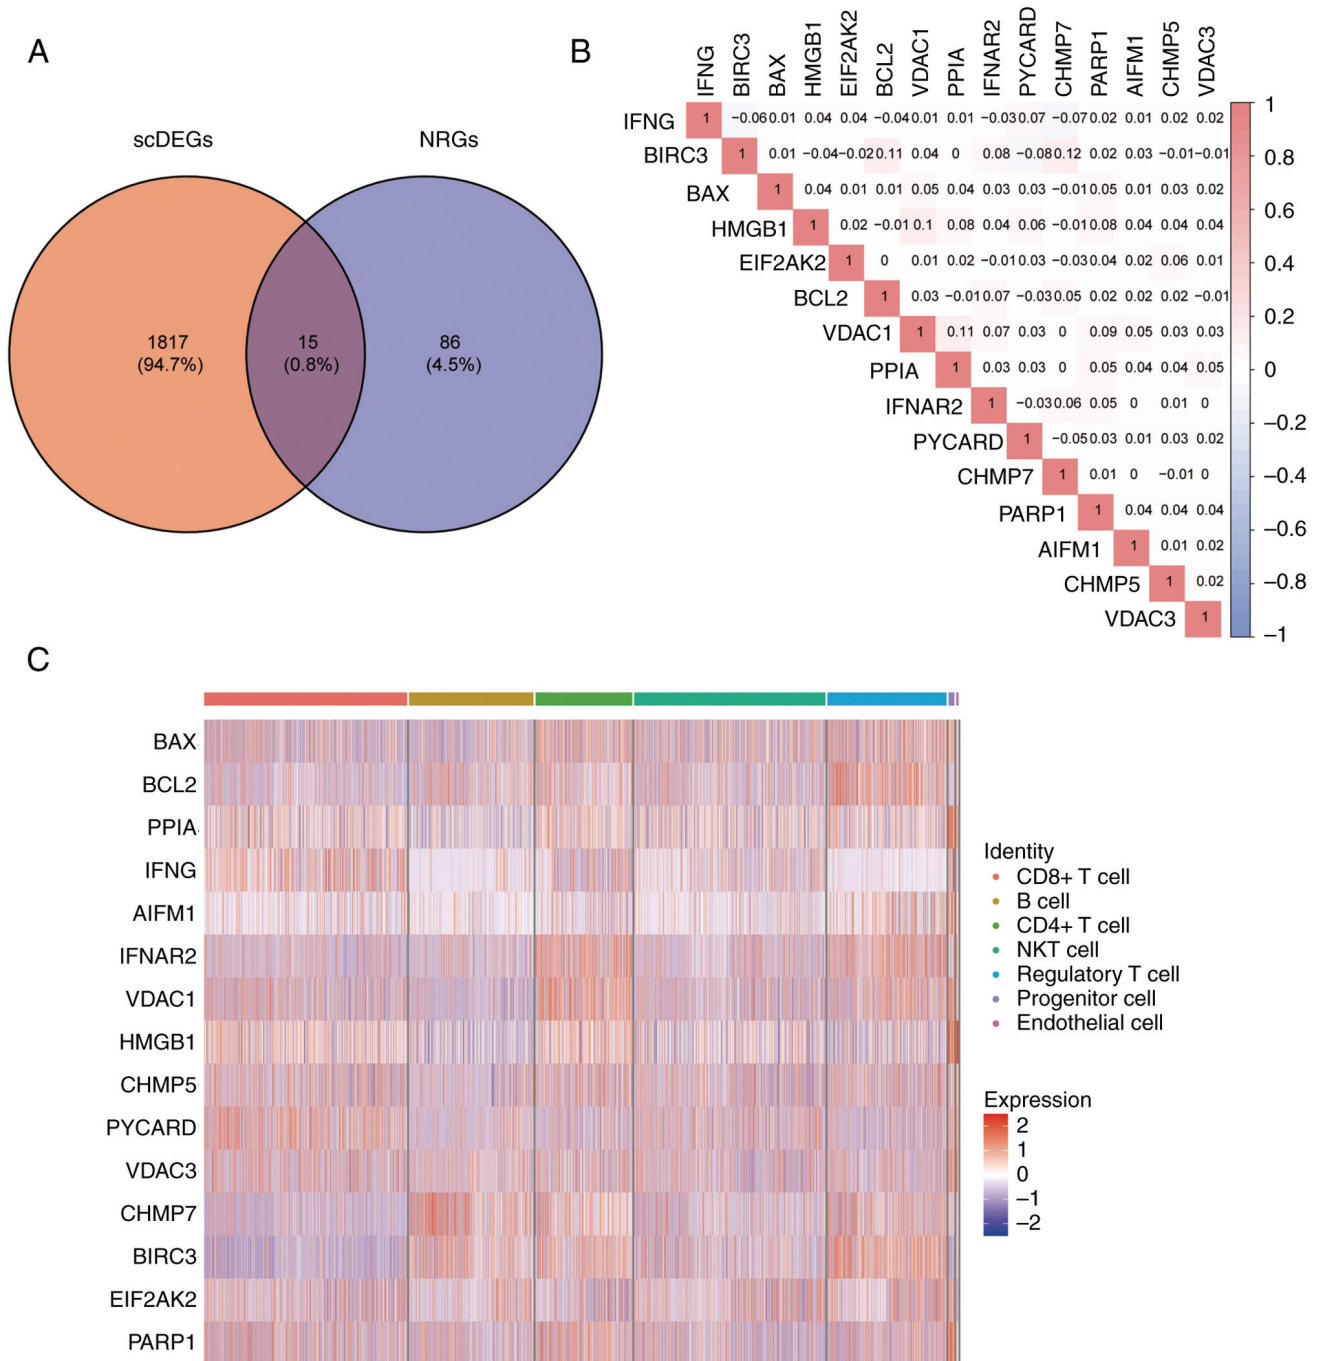 A
scDEGs
NRGs
1817
(94.7%)
15
(0.8%)
86
(4.5%)
B
IFNG BIRC3 BAX HMGB1 EIF2AK2 BCL2 VDAC1 PPIA IFNAR2 PYCARD CHMP7 PARP1 AIFM1 CHMP5 VDAC3
IFNG 1 −0.06 0.01 0.04 0.04 −0.04 0.01 0.01 −0.03 0.07 −0.07 0.02 0.01 0.02 0.02
BIRC3 1 0.01 −0.04 −0.02 0.11 0.04 0 0.08 −0.08 0.12 0.02 0.03 −0.01 −0.01
BAX 1 0.04 0.01 0.01 0.05 0.04 0.03 0.03 −0.01 0.05 0.01 0.03 0.02
HMGB1 1 0.02 −0.01 0.1 0.08 0.04 0.06 −0.01 0.08 0.04 0.04 0.04
EIF2AK2 1 0 0.01 0.02 −0.01 0.03 −0.03 0.04 0.02 0.06 0.01
BCL2 1 0.03 −0.01 0.07 −0.03 0.05 0.02 0.02 0.02 −0.01
VDAC1 1 0.11 0.07 0.03 0 0.09 0.05 0.03 0.03
PPIA 1 0.03 0.03 0 0.05 0.04 0.04 0.05
IFNAR2 1 −0.03 0.06 0.05 0 0.01 0
PYCARD 1 −0.05 0.03 0.01 0.03 0.02
CHMP7 1 0.01 0 −0.01 0
PARP1 1 0.04 0.04 0.04
AIFM1 1 0.01 0.02
CHMP5 1 0.02
VDAC3 1
1
0.8
0.6
0.4
0.2
0
−0.2
−0.4
−0.6
−0.8
−1
C
BAX
BCL2
PPIA
IFNG
AIFM1
IFNAR2
VDAC1
HMGB1
CHMP5
PYCARD
VDAC3
CHMP7
BIRC3
EIF2AK2
PARP1
Identity
CD8+ T cell
B cell
CD4+ T cell
NKT cell
Regulatory T cell
Progenitor cell
Endothelial cell
Expression
2
1
0
−1
−2